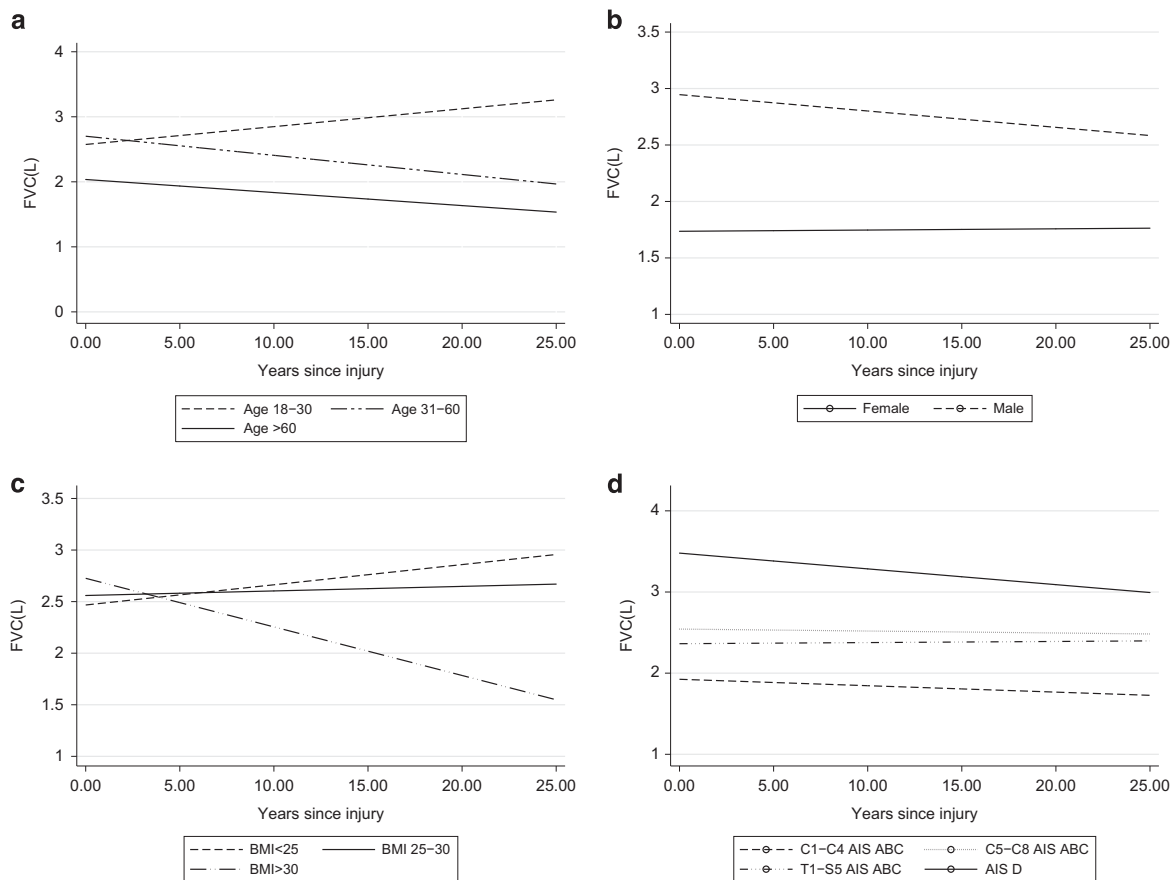 a
4
3
2
1
0
FVC(L)
0.00 5.00 10.00 15.00 20.00 25.00
Years since injury
Age 18−30 Age 31−60
Age >60
b
3.5
3
2.5
2
1.5
1
FVC(L)
0.00 5.00 10.00 15.00 20.00 25.00
Years since injury
Female Male
c
3.5
3
2.5
2
1.5
1
FVC(L)
0.00 5.00 10.00 15.00 20.00 25.00
Years since injury
BMI<25 BMI 25−30
BMI>30
d
4
3
2
1
FVC(L)
0.00 5.00 10.00 15.00 20.00 25.00
Years since injury
C1−C4 AIS ABC C5−C8 AIS ABC
T1−S5 AIS ABC AIS D